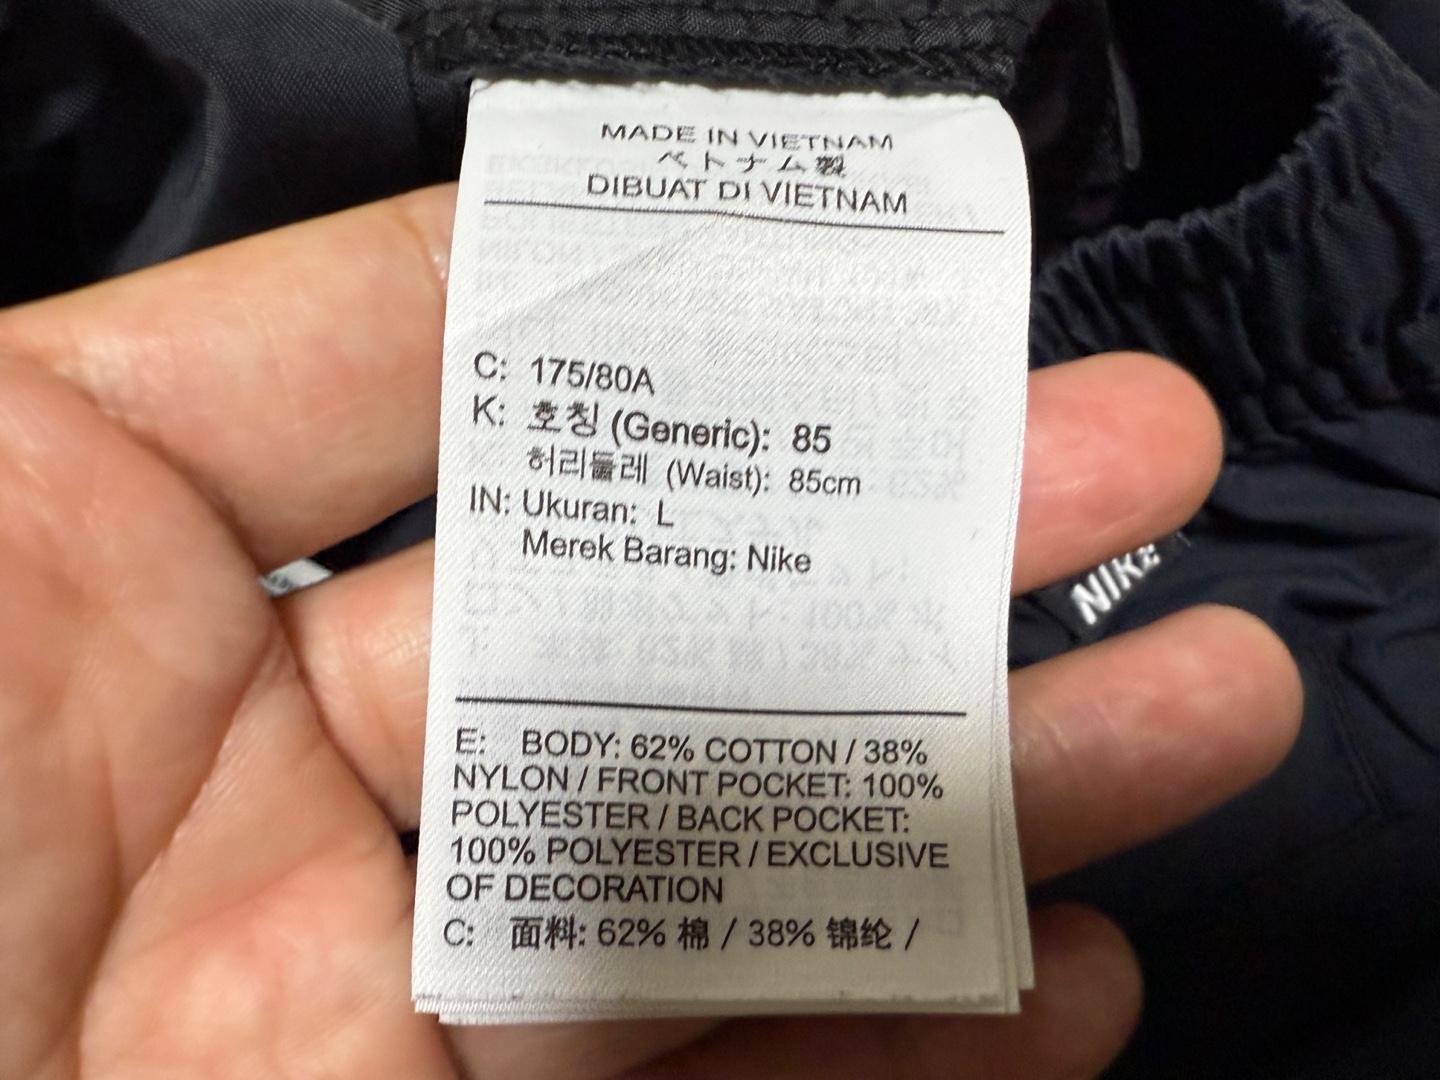 MADE IN VIETNAM
ベトナム製
DIBUAT DI VIETNAM
C: 175/80A
K: 호칭 (Generic): 85
허리둘레 (Waist): 85cm
IN: Ukuran: L
Merek Barang: Nike
E: BODY: 62% COTTON / 38%
NYLON / FRONT POCKET: 100%
POLYESTER / BACK POCKET:
100% POLYESTER / EXCLUSIVE
OF DECORATION
C: 面料: 62% 棉 / 38% 锦纶 /
NIKE